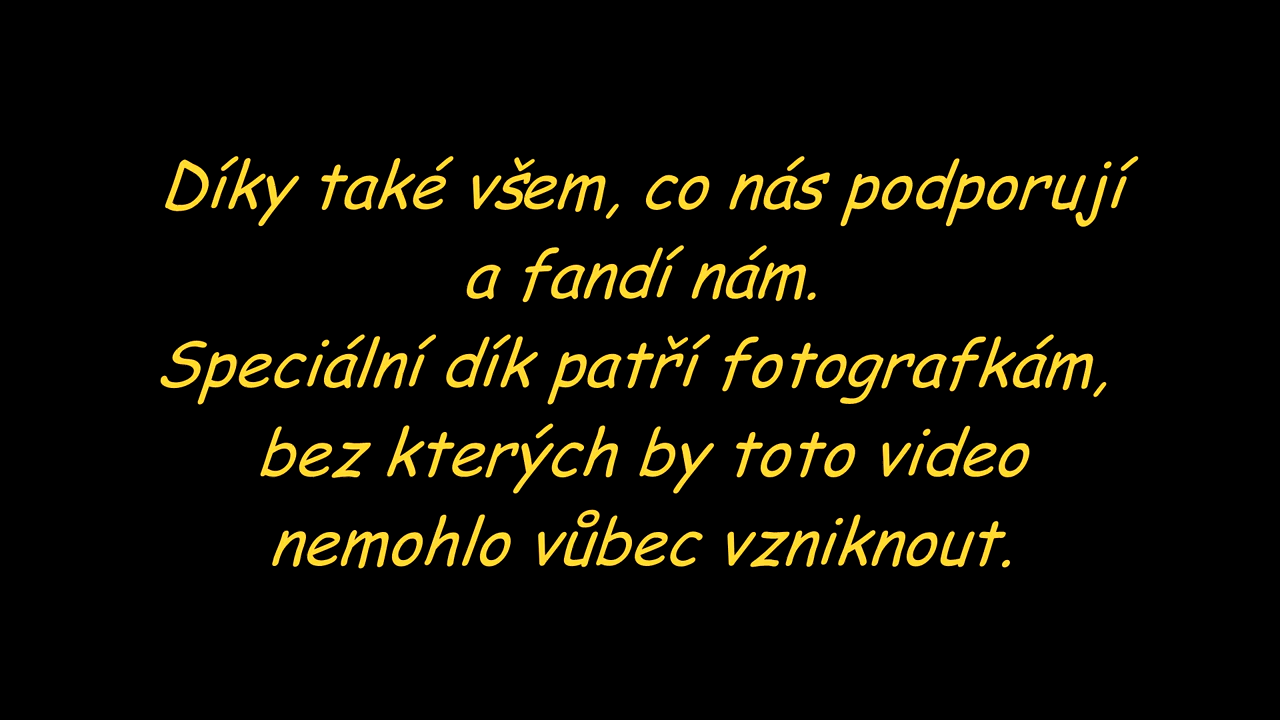 Díky také všem, co nás podporují
a fandí nám.
Speciální dík patří fotografkám,
bez kterých by toto video
nemohlo vůbec vzniknout.